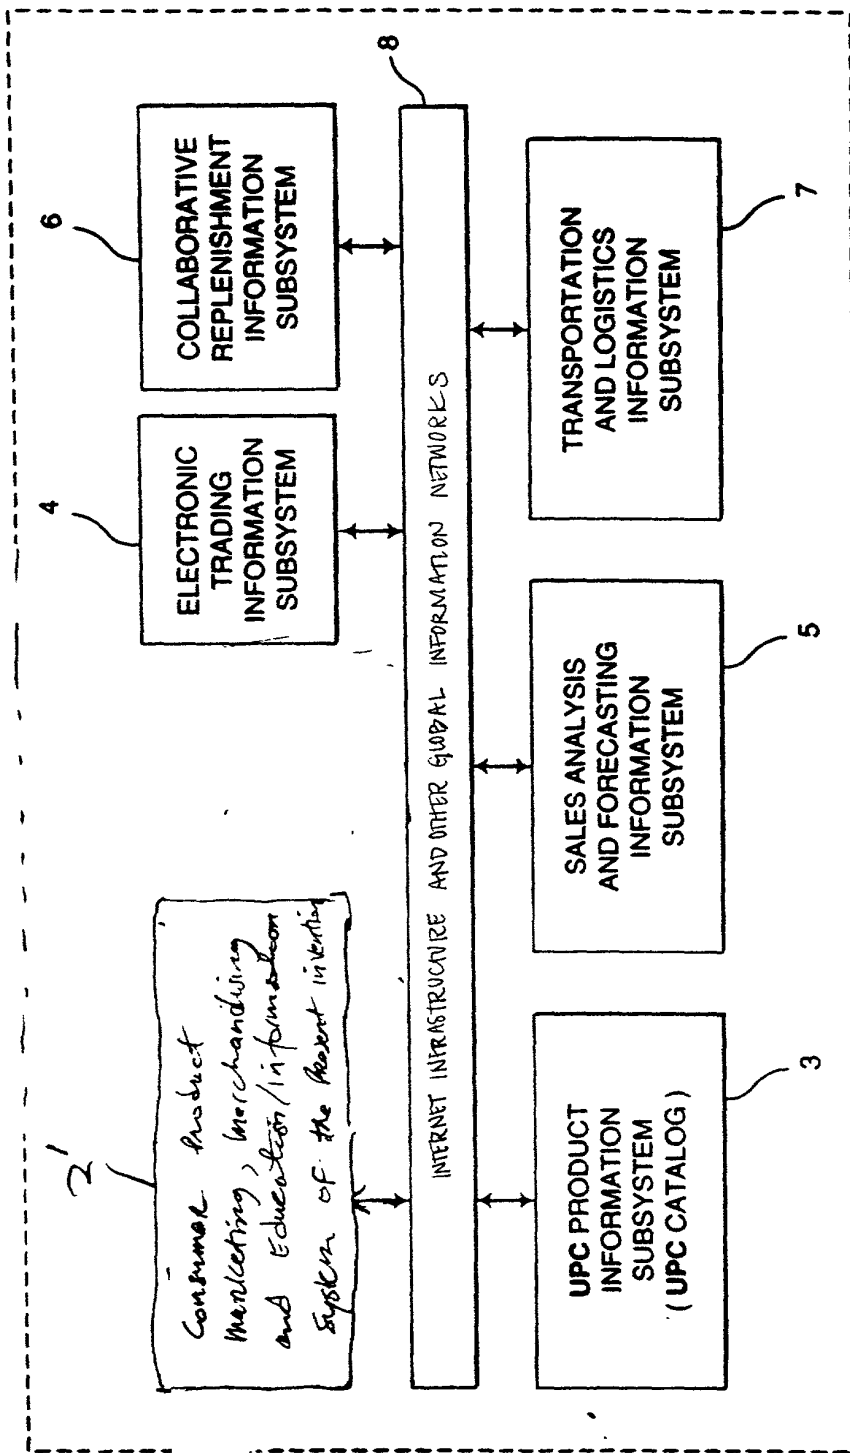 2'
Consumer Product
Marketing, Merchandising
and Education/information
System of the Present invention
4
ELECTRONIC
TRADING
INFORMATION
SUBSYSTEM
6
COLLABORATIVE
REPLENISHMENT
INFORMATION
SUBSYSTEM
8
INTERNET INFRASTRUCTURE AND OTHER GLOBAL INFORMATION NETWORKS
UPC PRODUCT
INFORMATION
SUBSYSTEM
( UPC CATALOG )
3
SALES ANALYSIS
AND FORECASTING
INFORMATION
SUBSYSTEM
5
TRANSPORTATION
AND LOGISTICS
INFORMATION
SUBSYSTEM
7